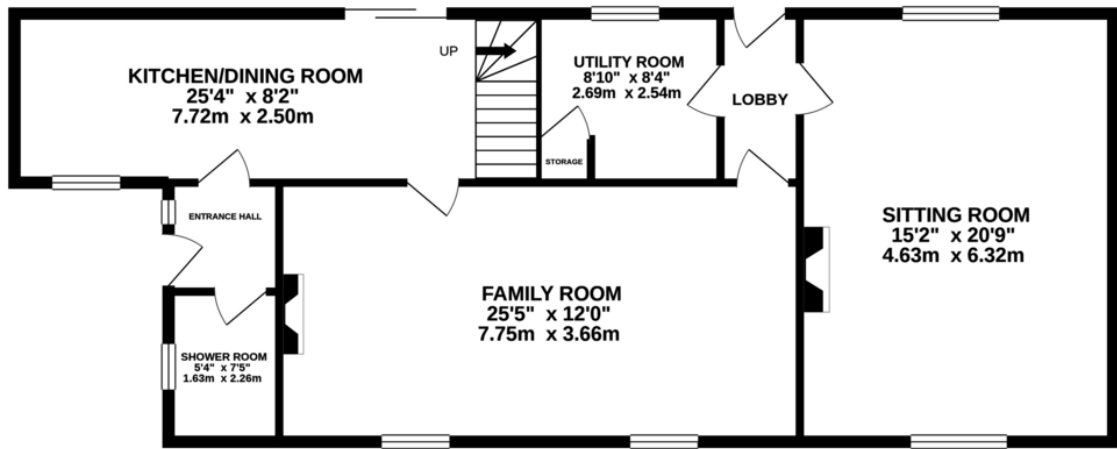 KITCHEN/DINING ROOM
25'4" x 8'2"
7.72m x 2.50m
UP
UTILITY ROOM
8'10" x 8'4"
2.69m x 2.54m
STORAGE
LOBBY
ENTRANCE HALL
SITTING ROOM
15'2" x 20'9"
4.63m x 6.32m
FAMILY ROOM
25'5" x 12'0"
7.75m x 3.66m
SHOWER ROOM
5'4" x 7'5"
1.63m x 2.26m